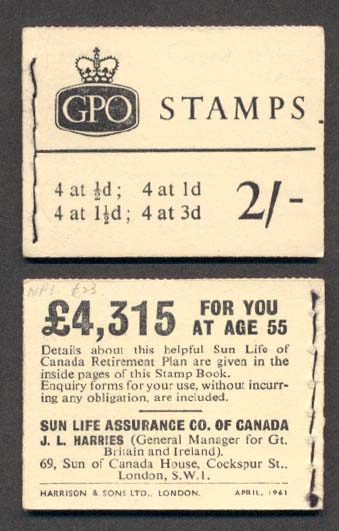 GPO STAMPS
4 at ½d; 4 at 1d
4 at 1½d; 4 at 3d
2/-
NP1 £23
£4,315 FOR YOU
AT AGE 55
Details about this helpful Sun Life of
Canada Retirement Plan are given in the
inside pages of this Stamp Book.
Enquiry forms for your use, without incurr-
ing any obligation, are included.
SUN LIFE ASSURANCE CO. OF CANADA
J. L. HARRIES (General Manager for Gt.
Britain and Ireland).
69, Sun of Canada House, Cockspur St.,
London, S.W.1.
HARRISON & SONS LTD., LONDON. APRIL, 1961